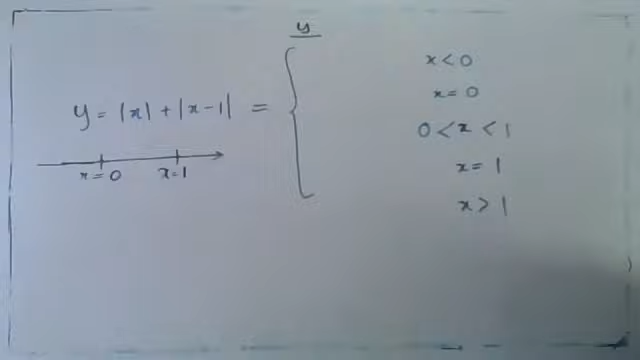 y
x < 0
x = 0
y = |x| + |x-1| = {
0 < x < 1
x = 0 x = 1
x = 1
x > 1